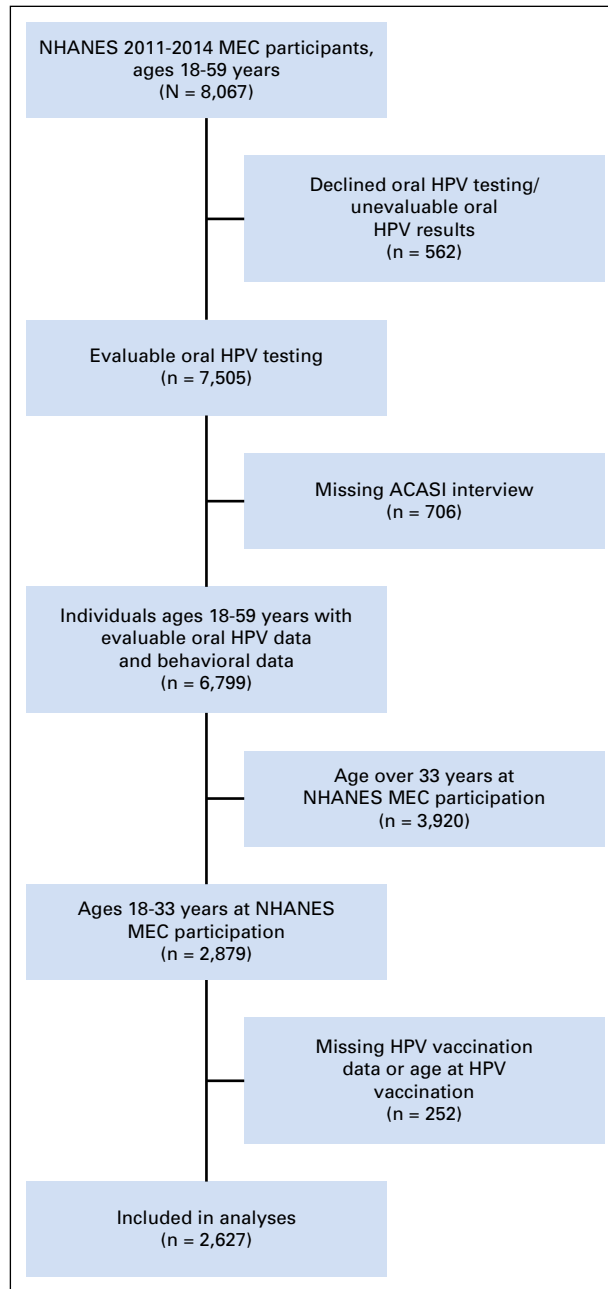 NHANES 2011-2014 MEC participants,
ages 18-59 years
(N = 8,067)
Declined oral HPV testing/
unevaluable oral
HPV results
(n = 562)
Evaluable oral HPV testing
(n = 7,505)
Missing ACASI interview
(n = 706)
Individuals ages 18-59 years with
evaluable oral HPV data
and behavioral data
(n = 6,799)
Age over 33 years at
NHANES MEC participation
(n = 3,920)
Ages 18-33 years at NHANES
MEC participation
(n = 2,879)
Missing HPV vaccination
data or age at HPV
vaccination
(n = 252)
Included in analyses
(n = 2,627)